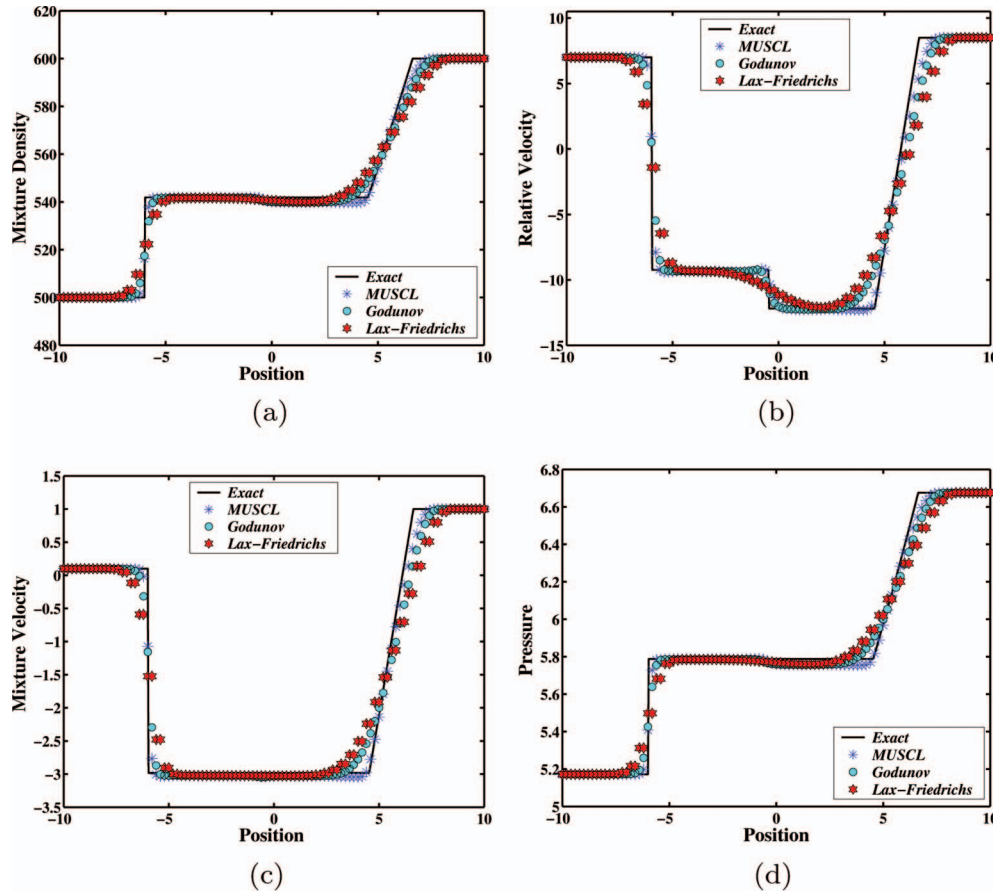 620
600
580
560
540
520
500
480
Mixture Density
Exact
MUSCL
Godunov
Lax−Friedrichs
−10
−5
0
5
10
Position
(a)
10
5
0
−5
−10
−15
Relative Velocity
Exact
MUSCL
Godunov
Lax−Friedrichs
−10
−5
0
5
10
Position
(b)
1.5
1
0.5
0
−0.5
−1
−1.5
−2
−2.5
−3
−3.5
Mixture Velocity
Exact
MUSCL
Godunov
Lax−Friedrichs
−10
−5
0
5
10
Position
(c)
6.8
6.6
6.4
6.2
6
5.8
5.6
5.4
5.2
5
Pressure
Exact
MUSCL
Godunov
Lax−Friedrichs
−10
−5
0
5
10
Position
(d)